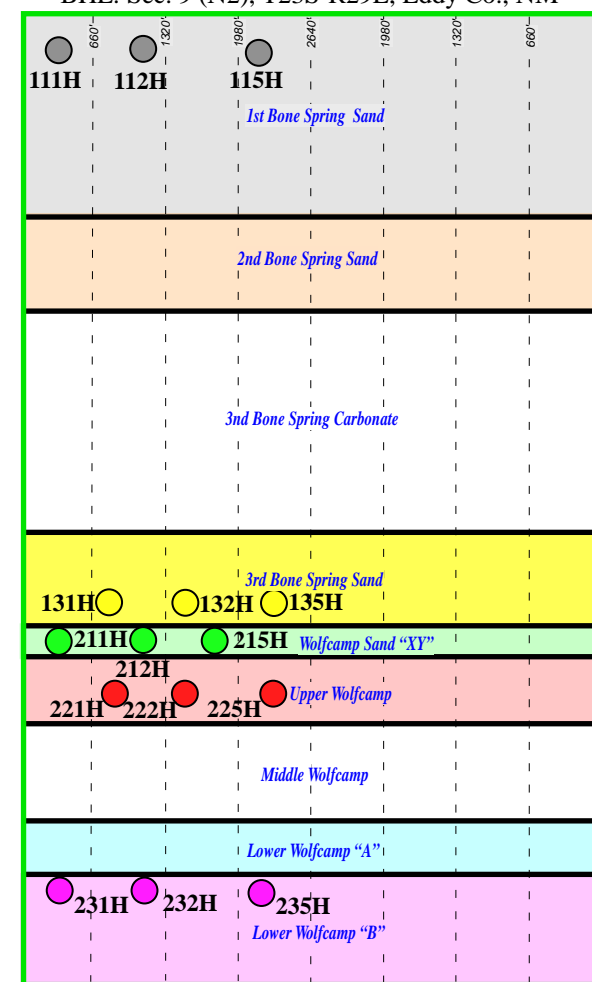 BHL: Sec. 9 (N2), T23S-R29E, Eddy Co., NM
660' 1320' 1980' 2640' 1980' 1320' 660'
111H 112H 115H
1st Bone Spring Sand
2nd Bone Spring Sand
3nd Bone Spring Carbonate
3rd Bone Spring Sand
131H 132H 135H
211H 215H Wolfcamp Sand “XY”
212H
Upper Wolfcamp
221H 222H 225H
Middle Wolfcamp
Lower Wolfcamp “A”
231H 232H 235H
Lower Wolfcamp “B”